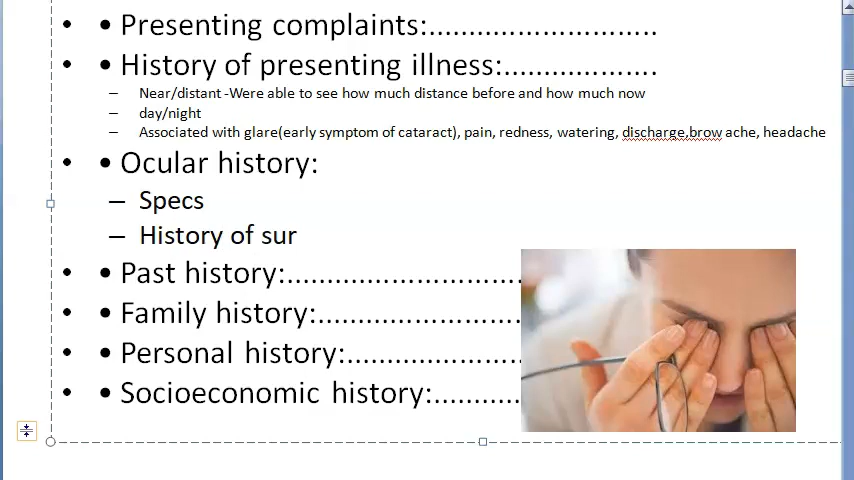 • • Presenting complaints:............................
• • History of presenting illness:...................
– Near/distant -Were able to see how much distance before and how much now
– day/night
– Associated with glare(early symptom of cataract), pain, redness, watering, discharge,brow ache, headache
• • Ocular history:
– Specs
– History of sur
• • Past history:.............................
• • Family history:.........................
• • Personal history:.....................
• • Socioeconomic history:..........